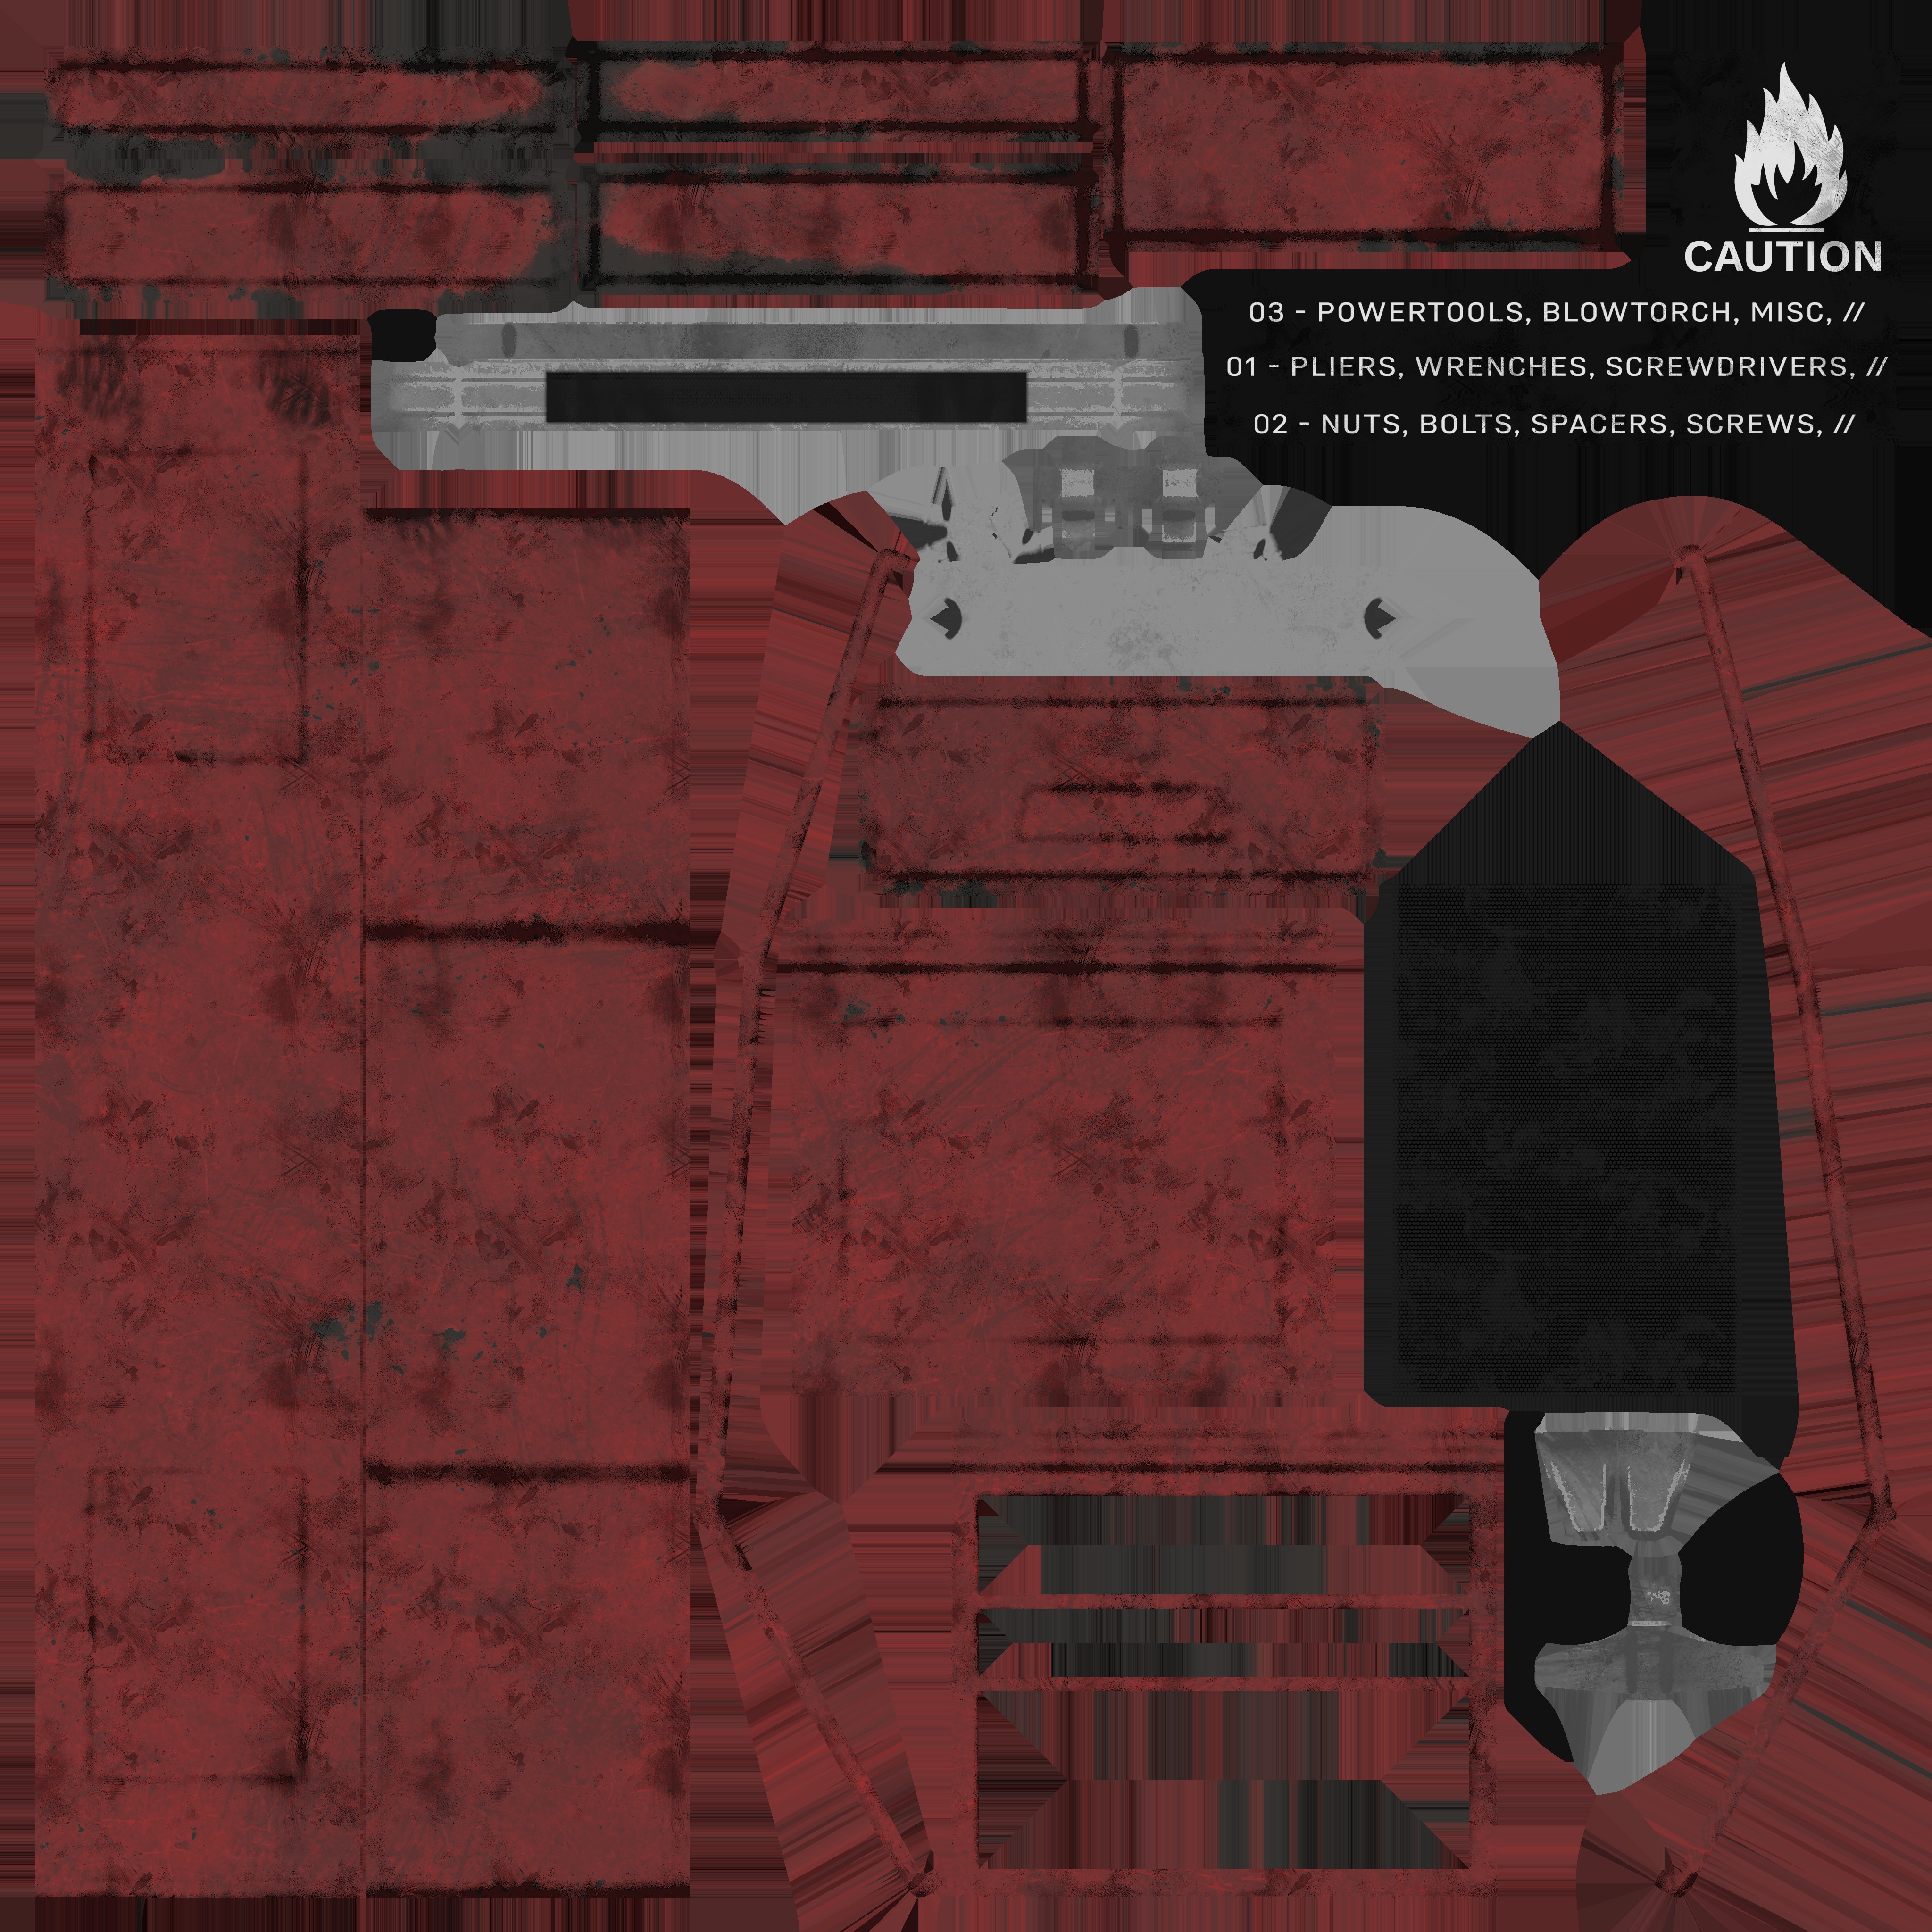 CAUTION
03 - POWERTOOLS, BLOWTORCH, MISC, //
01 - PLIERS, WRENCHES, SCREWDRIVERS, //
02 - NUTS, BOLTS, SPACERS, SCREWS, //